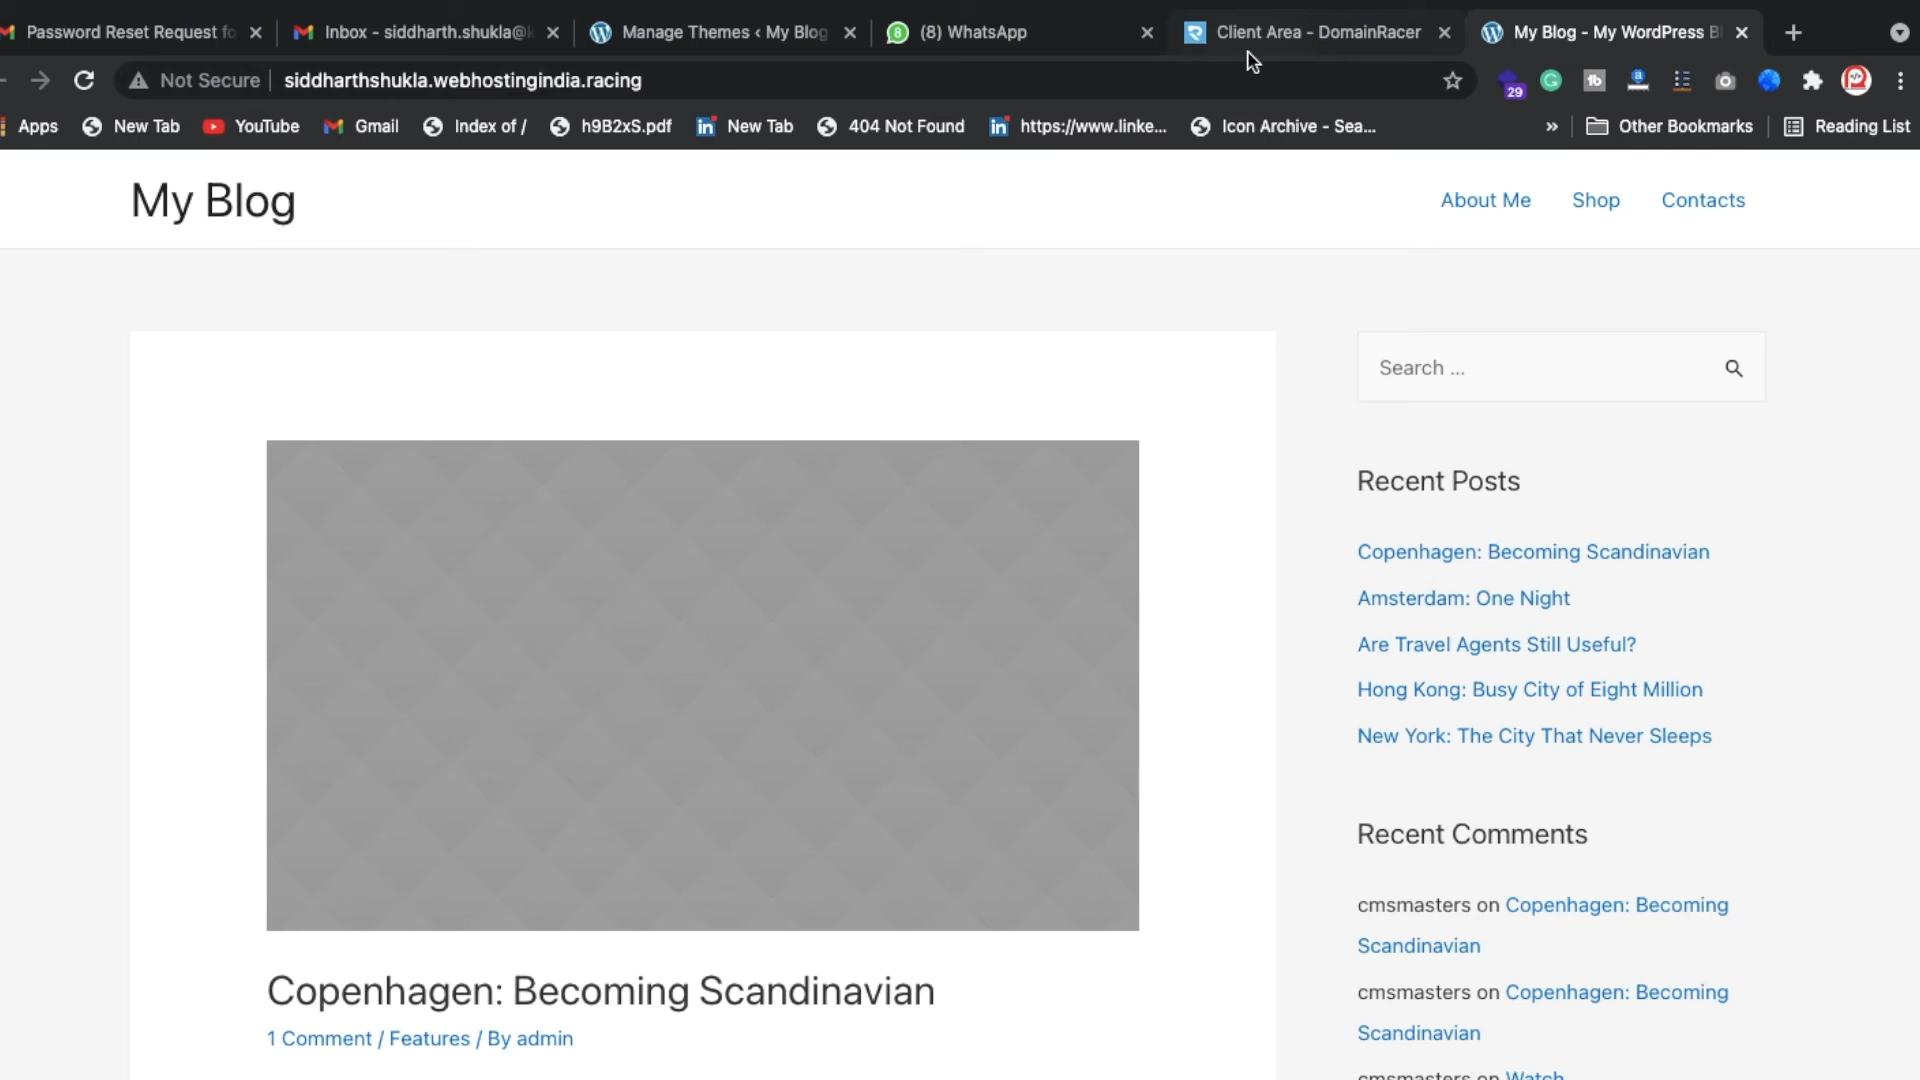 Password Reset Request fo
Inbox - siddharth.shukla@
Manage Themes ‹ My Blog
(8) WhatsApp
Client Area - DomainRacer
My Blog - My WordPress Bl
Not Secure
siddharthshukla.webhostingindia.racing
29
Apps
New Tab
YouTube
Gmail
Index of /
h9B2xS.pdf
New Tab
404 Not Found
https://www.linke...
Icon Archive - Sea...
»
Other Bookmarks
Reading List
My Blog
About Me
Shop
Contacts
Search ...
Recent Posts
Copenhagen: Becoming Scandinavian
Amsterdam: One Night
Are Travel Agents Still Useful?
Hong Kong: Busy City of Eight Million
New York: The City That Never Sleeps
Recent Comments
cmsmasters on Copenhagen: Becoming
Scandinavian
cmsmasters on Copenhagen: Becoming
Scandinavian
cmsmasters on Watch
Copenhagen: Becoming Scandinavian
1 Comment / Features / By admin